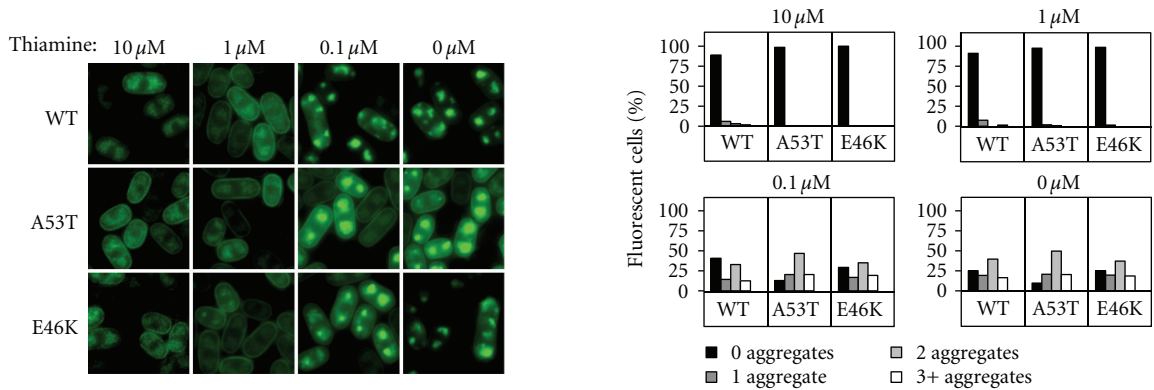 Thiamine: 10 μM 1 μM 0.1 μM 0 μM
WT
A53T
E46K
Fluorescent cells (%)
10 μM
100
75
50
25
0
WT A53T E46K
1 μM
100
75
50
25
0
WT A53T E46K
0.1 μM
100
75
50
25
0
WT A53T E46K
0 μM
100
75
50
25
0
WT A53T E46K
0 aggregates
1 aggregate
2 aggregates
3+ aggregates